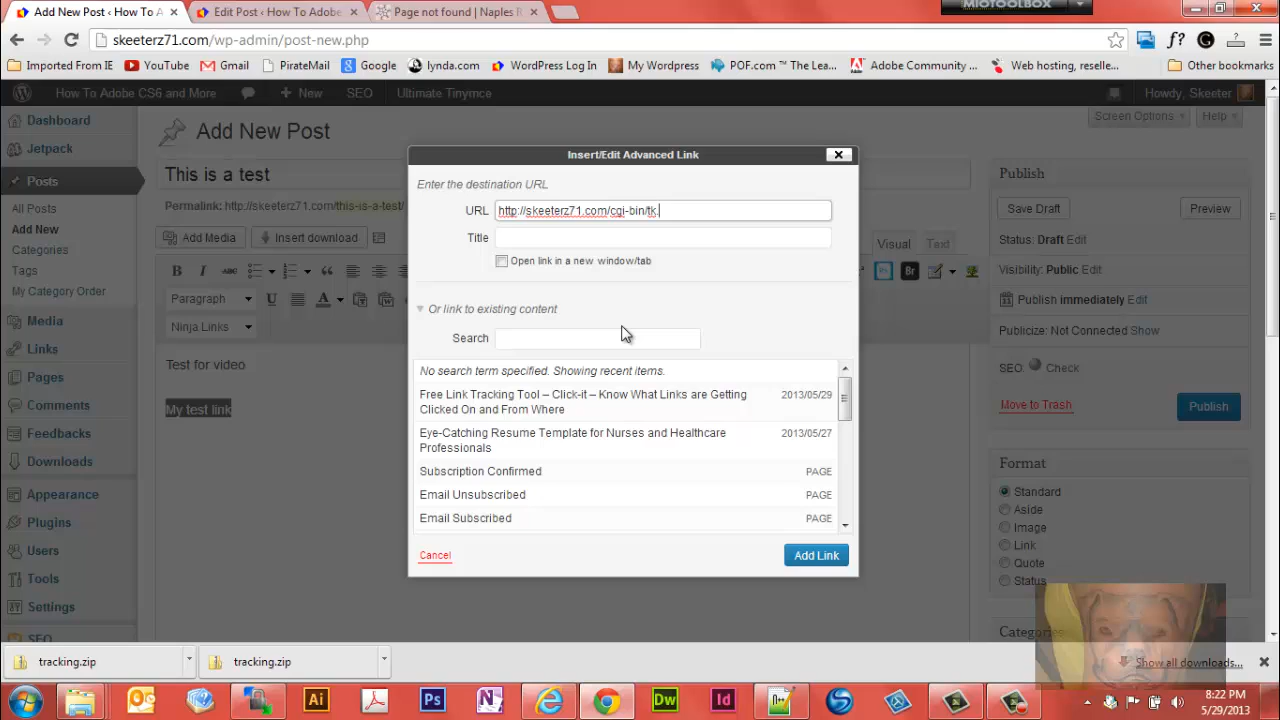 Add New Post ‹ How To A
Edit Post ‹ How To Adobe
Page not found | Naples R
skeeterz71.com/wp-admin/post-new.php
Imported From IE
YouTube
Gmail
PirateMail
Google
lynda.com
WordPress Log In
My Wordpress
POF.com ™ The Lea...
Adobe Community ...
Web hosting, reselle...
Other bookmarks
How To Adobe CS6 and More
New
SEO
Ultimate Tinymce
Howdy, Skeeter
Dashboard
Jetpack
Posts
All Posts
Add New
Categories
Tags
My Category Order
Media
Links
Pages
Comments
Feedbacks
Downloads
Appearance
Plugins
Users
Tools
Settings
SEO
Add New Post
Screen Options
Help
This is a test
Permalink: http://skeeterz71.com/this-is-a-test/
Add Media
Insert download
Visual
Text
Paragraph
Ninja Links
Test for video
My test link
Insert/Edit Advanced Link
Enter the destination URL
URL http://skeeterz71.com/cgi-bin/tk.
Title
Open link in a new window/tab
Or link to existing content
Search
No search term specified. Showing recent items.
Free Link Tracking Tool – Click-it – Know What Links are Getting 2013/05/29
Clicked On and From Where
Eye-Catching Resume Template for Nurses and Healthcare 2013/05/27
Professionals
Subscription Confirmed PAGE
Email Unsubscribed PAGE
Email Subscribed PAGE
Cancel
Add Link
Publish
Save Draft
Preview
Status: Draft Edit
Visibility: Public Edit
Publish immediately Edit
Publicize: Not Connected Show
SEO: Check
Move to Trash
Publish
Format
Standard
Aside
Image
Link
Quote
Status
tracking.zip
tracking.zip
Show all downloads...
8:22 PM
5/29/2013